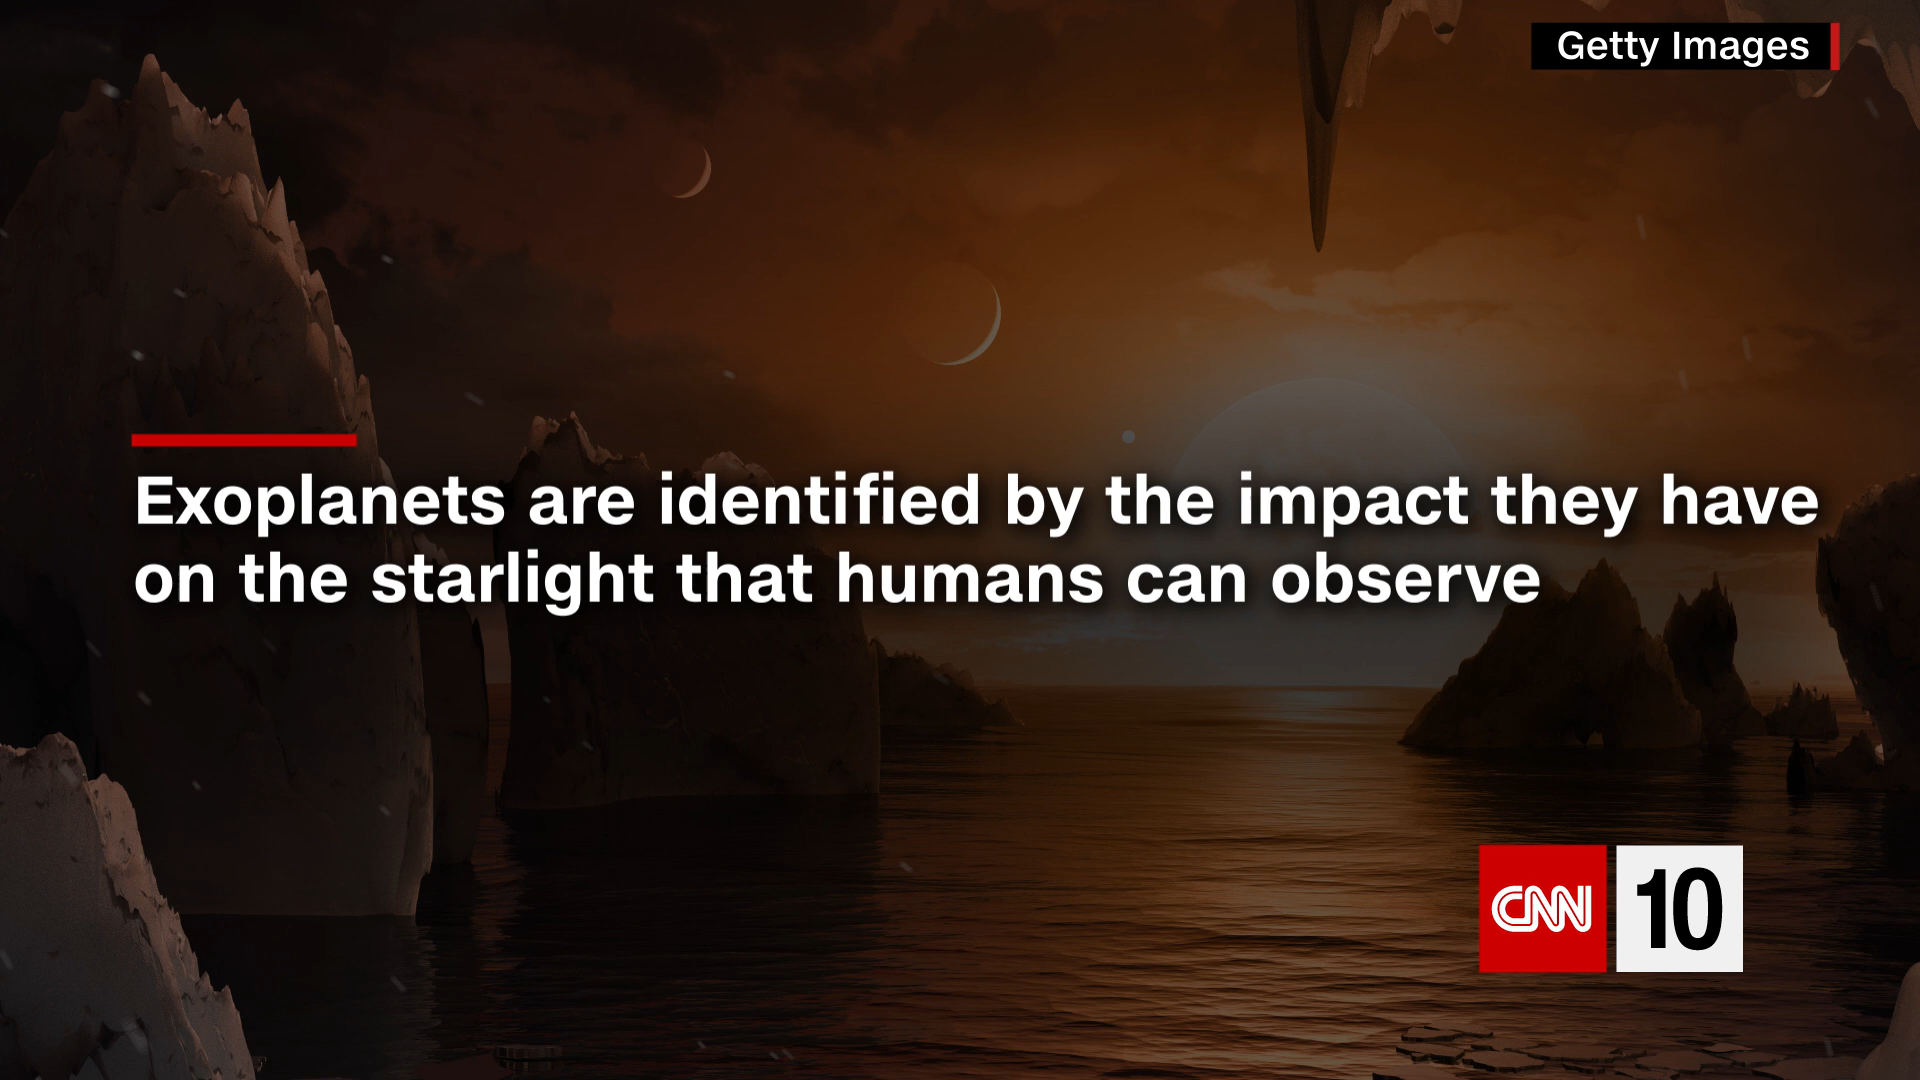 Getty Images
Exoplanets are identified by the impact they have
on the starlight that humans can observe
CNN 10